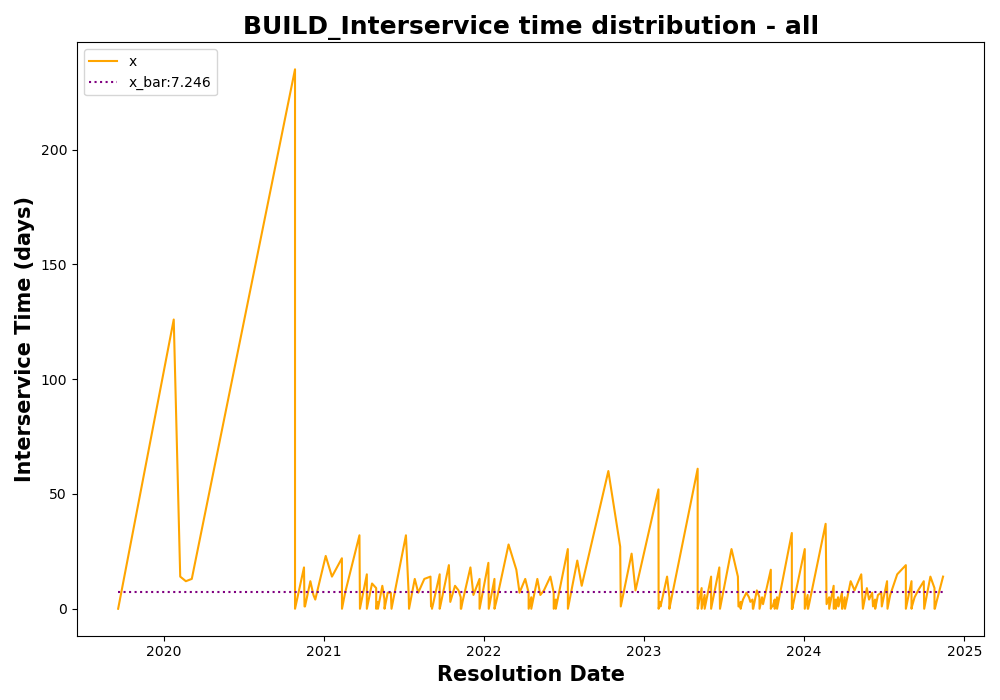 BUILD_Interservice time distribution - all
x
x_bar:7.246
Interservice Time (days)
200
150
100
50
0
2020
2021
2022
2023
2024
2025
Resolution Date